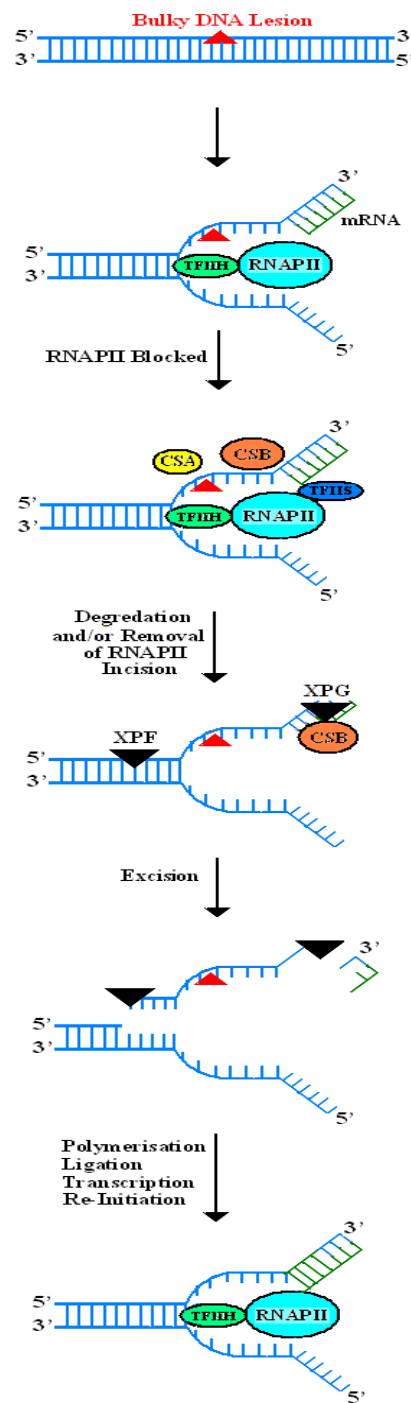 Bulky DNA Lesion
5' 3'
3' 5'
3'
mRNA
5'
TFIIH RNAPII
3'
5'
RNAPII Blocked
3'
CSA CSB
TFIIS
5'
TFIIH RNAPII
3'
5'
Degredation
and/or Removal
of RNAPII
Incision
XPG
XPF
CSB
5'
3'
Excision
3'
5'
3'
5'
Polymerisation
Ligation
Transcription
Re-Initiation
3'
5'
TFIIH RNAPII
3'
5'